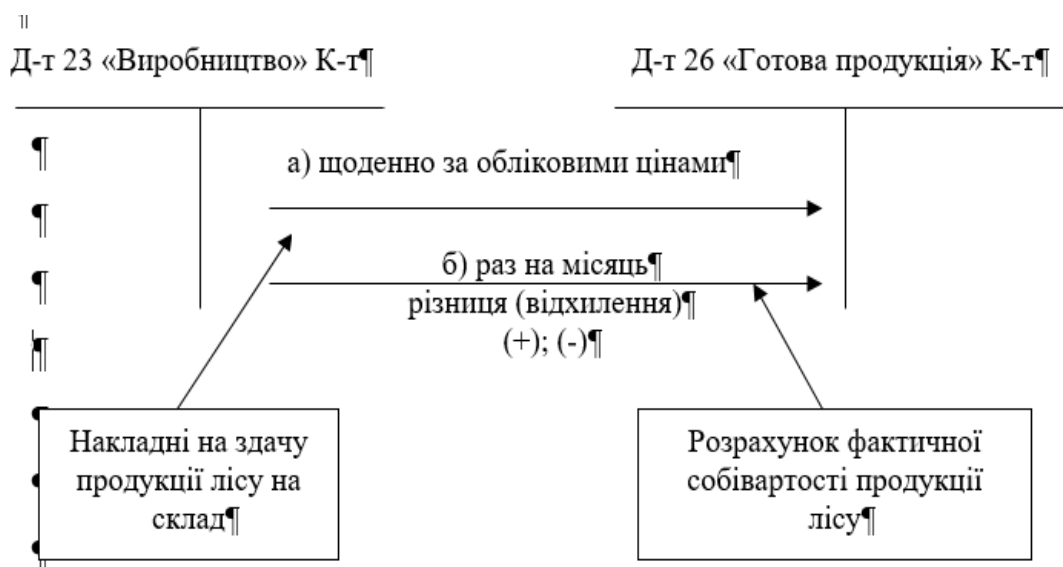 ¶
Д-т 23 «Виробництво» К-т¶
Д-т 26 «Готова продукція» К-т¶
¶
а) щоденно за обліковими цінами¶
¶
¶
б) раз на місяць¶
різниця (відхилення)¶
¶
(+); (-)¶
Накладні на здачу
продукції лісу на
склад¶
Розрахунок фактичної
собівартості продукції
лісу¶